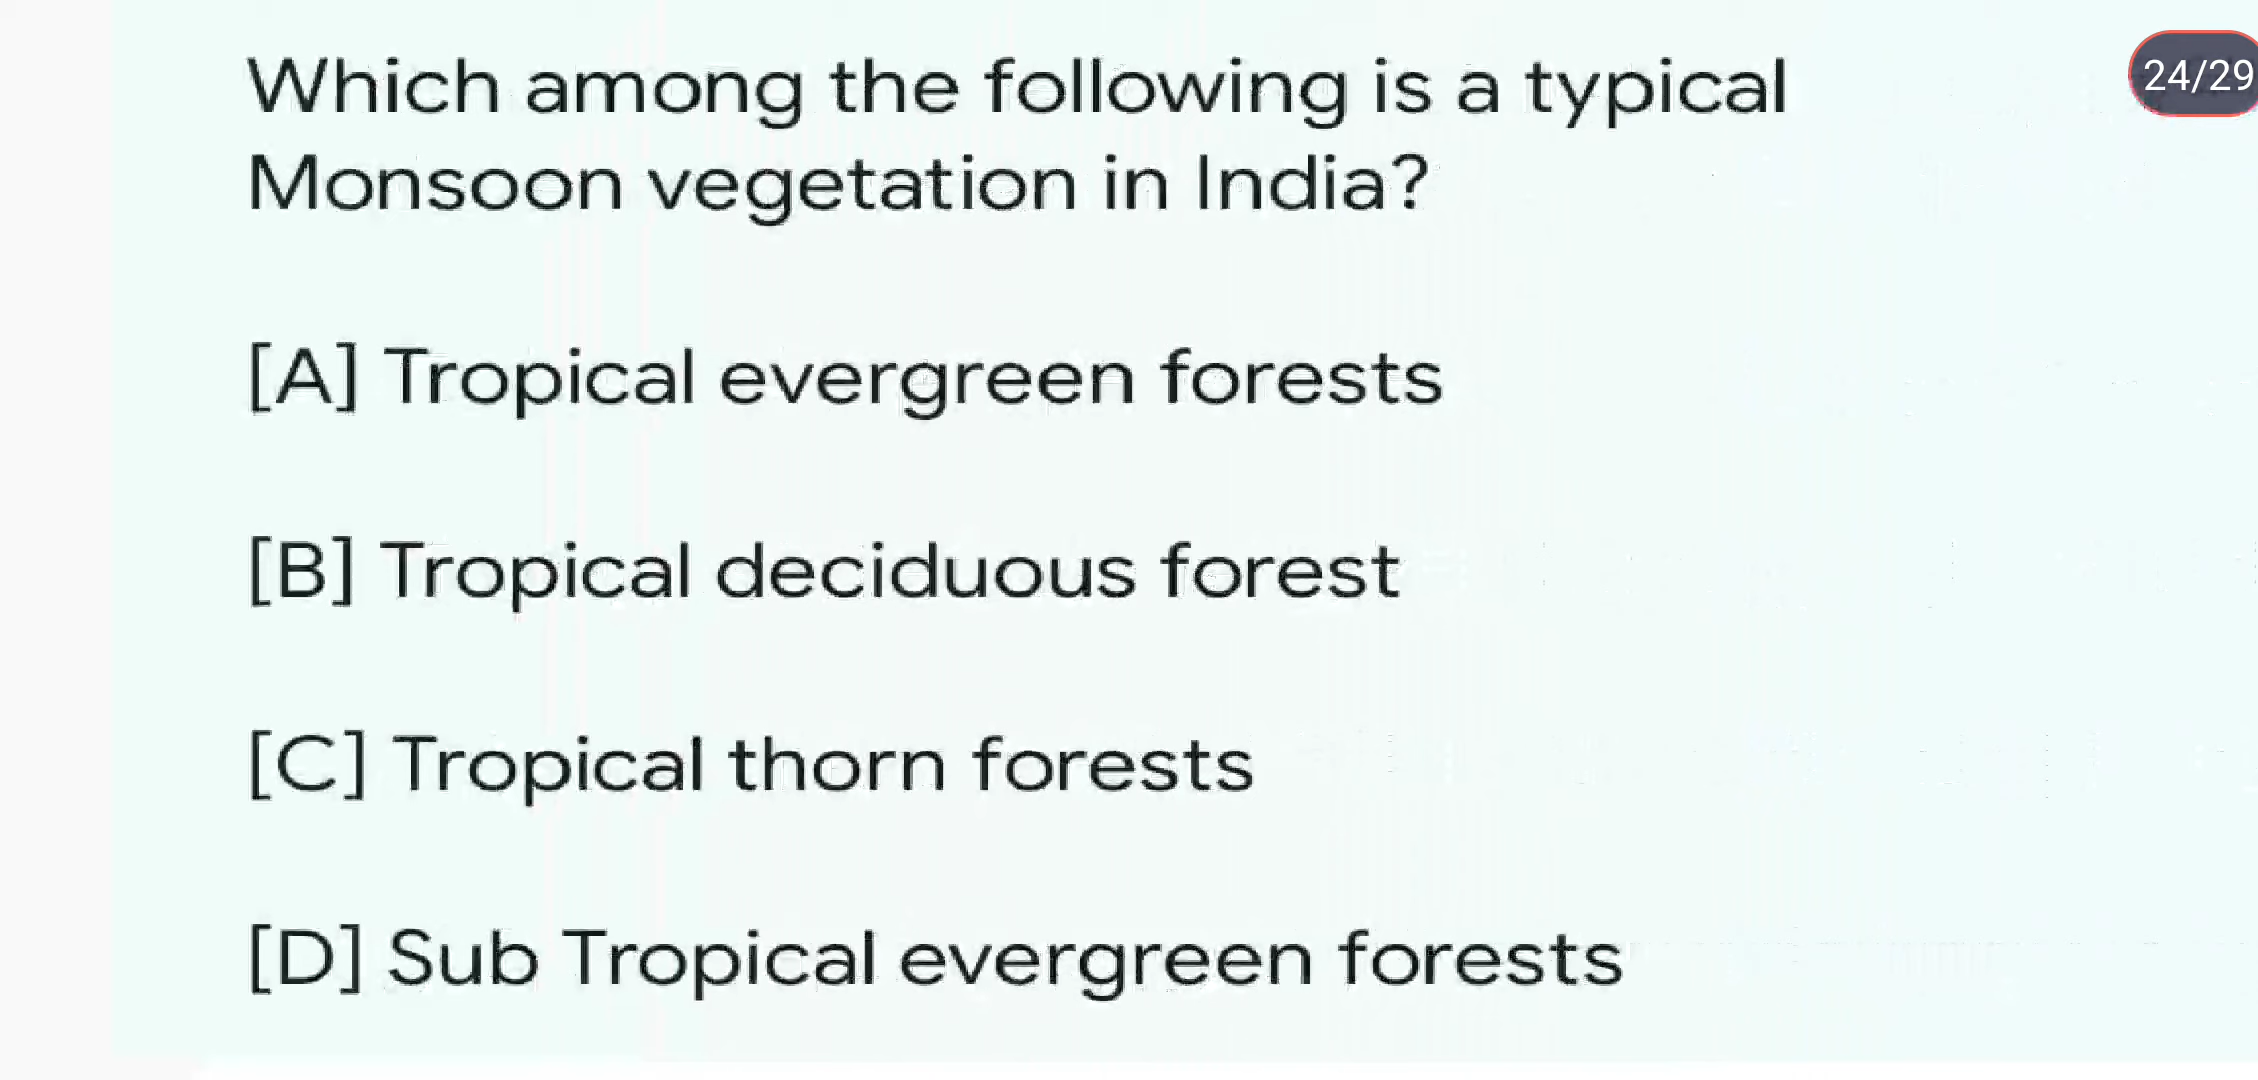 Which among the following is a typical
24/29
Monsoon vegetation in India?
[A] Tropical evergreen forests
[B] Tropical deciduous forest
[C] Tropical thorn forests
[D] Sub Tropical evergreen forests